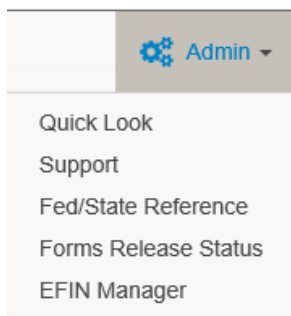 Admin
Quick Look
Support
Fed/State Reference
Forms Release Status
EFIN Manager